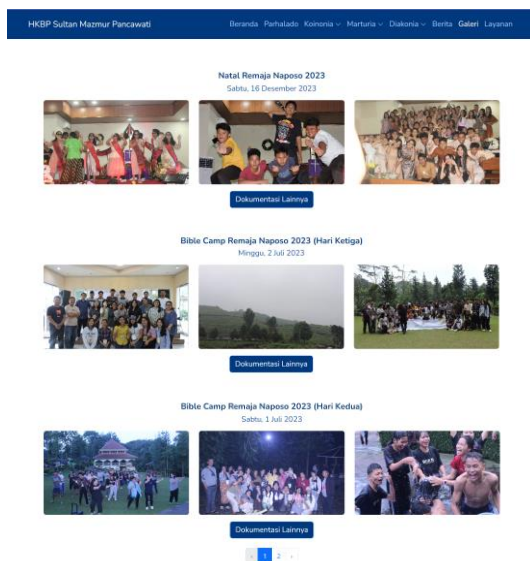 HKBP Sultan Mazmur Pancawati
Beranda Parhalado Koinonia Marturia Diakonia Berita Galeri Layanan
Natal Remaja Naposo 2023
Sabtu, 16 Desember 2023
Dokumentasi Lainnya
Bible Camp Remaja Naposo 2023 (Hari Ketiga)
Minggu, 2 Juli 2023
Dokumentasi Lainnya
Bible Camp Remaja Naposo 2023 (Hari Kedua)
Sabtu, 1 Juli 2023
Dokumentasi Lainnya
‹ 1 2 ›